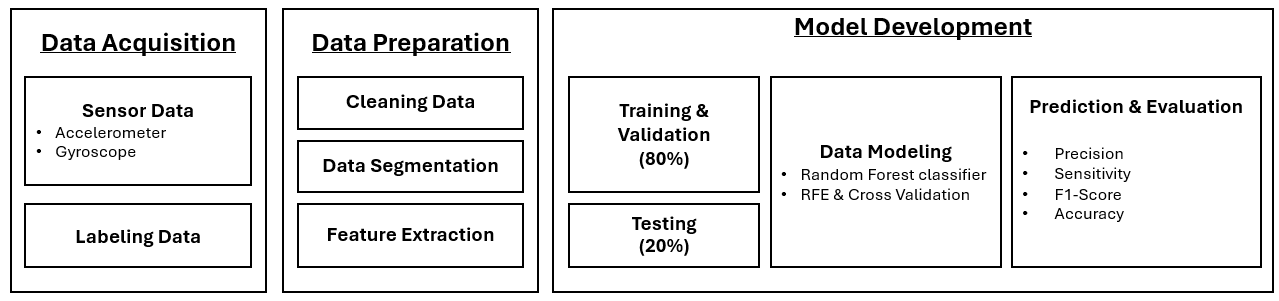 Data Acquisition
Sensor Data
• Accelerometer
• Gyroscope
Labeling Data
Data Preparation
Cleaning Data
Data Segmentation
Feature Extraction
Model Development
Training &
Validation
(80%)
Testing
(20%)
Data Modeling
• Random Forest classifier
• RFE & Cross Validation
Prediction & Evaluation
• Precision
• Sensitivity
• F1-Score
• Accuracy